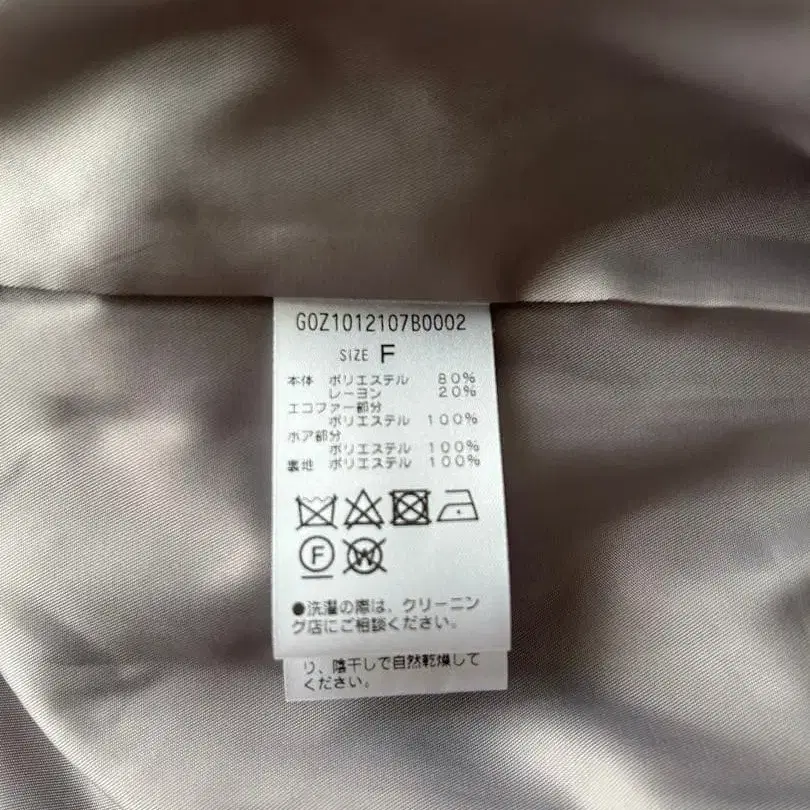 G0Z1012107B0002
SIZE F
本体 ポリエステル 80%
レーヨン 20%
エコファー部分
ポリエステル 100%
ボア部分
ポリエステル 100%
裏地 ポリエステル 100%
F W
●洗濯の際は、クリーニン
グ店にご相談ください。
り、陰干しで自然乾燥して
ください。